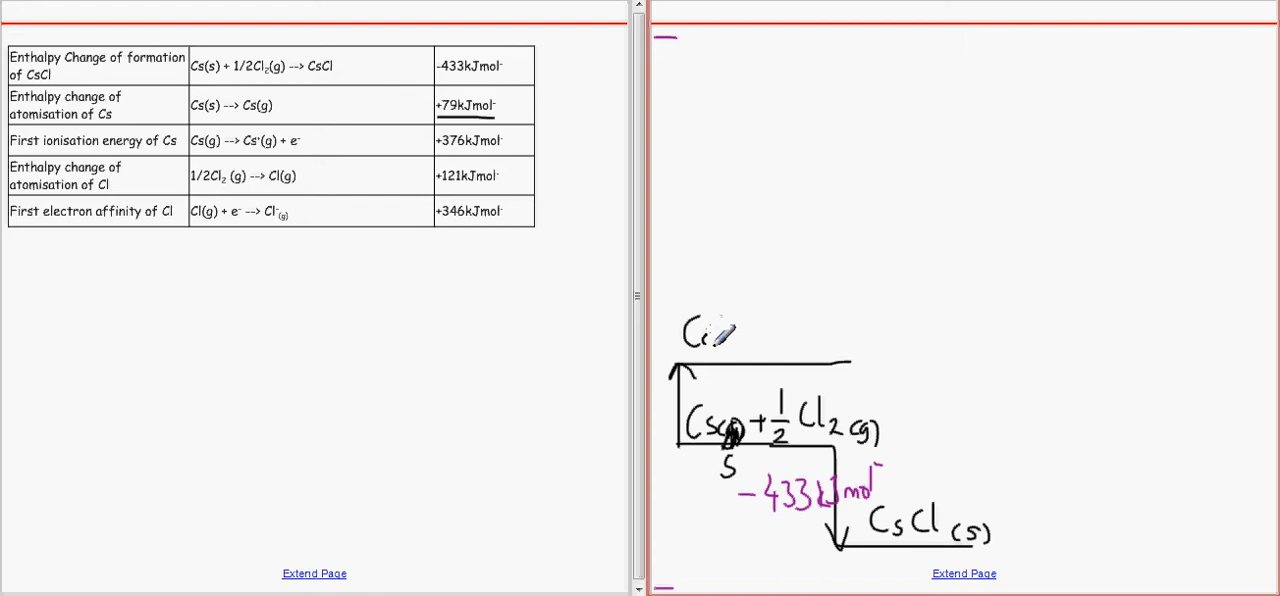 Enthalpy Change of formation of CsCl
Cs(s) + 1/2Cl₂(g) --> CsCl
-433kJmol⁻
Enthalpy change of atomisation of Cs
Cs(s) --> Cs(g)
+79kJmol⁻
First ionisation energy of Cs
Cs(g) --> Cs⁺(g) + e⁻
+376kJmol⁻
Enthalpy change of atomisation of Cl
1/2Cl₂ (g) --> Cl(g)
+121kJmol⁻
First electron affinity of Cl
Cl(g) + e⁻ --> Cl⁻(g)
+346kJmol⁻
Extend Page
Cs( ) + 1/2 Cl₂(g)
s
-433kJmol⁻
CsCl (s)
Extend Page